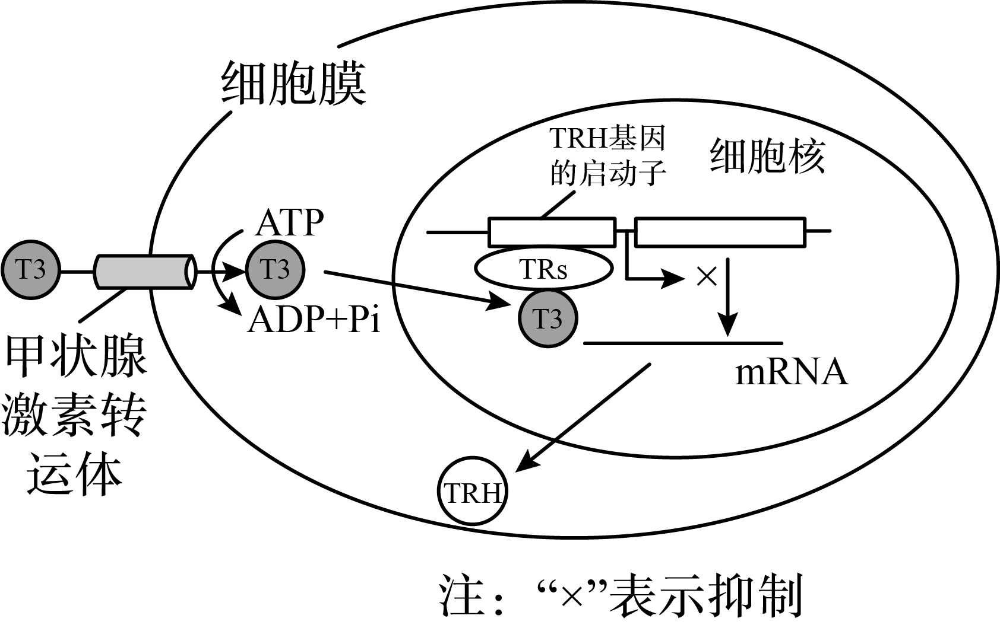 细胞膜
TRH基因
的启动子
细胞核
ATP
T3
T3
TRs
×
ADP+Pi
T3
甲状腺
激素转
运体
mRNA
TRH
注：“×”表示抑制